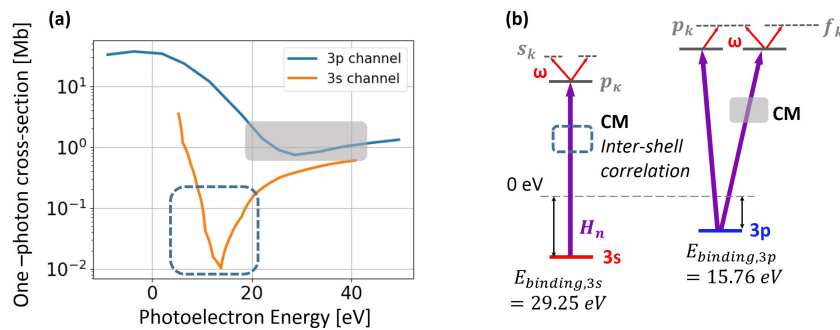 (a)
One –photon cross-section [Mb]
10¹
10⁰
10⁻¹
10⁻²
3p channel
3s channel
0
20
40
Photoelectron Energy [eV]
(b)
s_k
ω
p_κ
CM
Inter-shell
correlation
0 eV
H_n
3s
E_binding,3s
= 29.25 eV
p_k
ω
f_k
CM
3p
E_binding,3p
= 15.76 eV